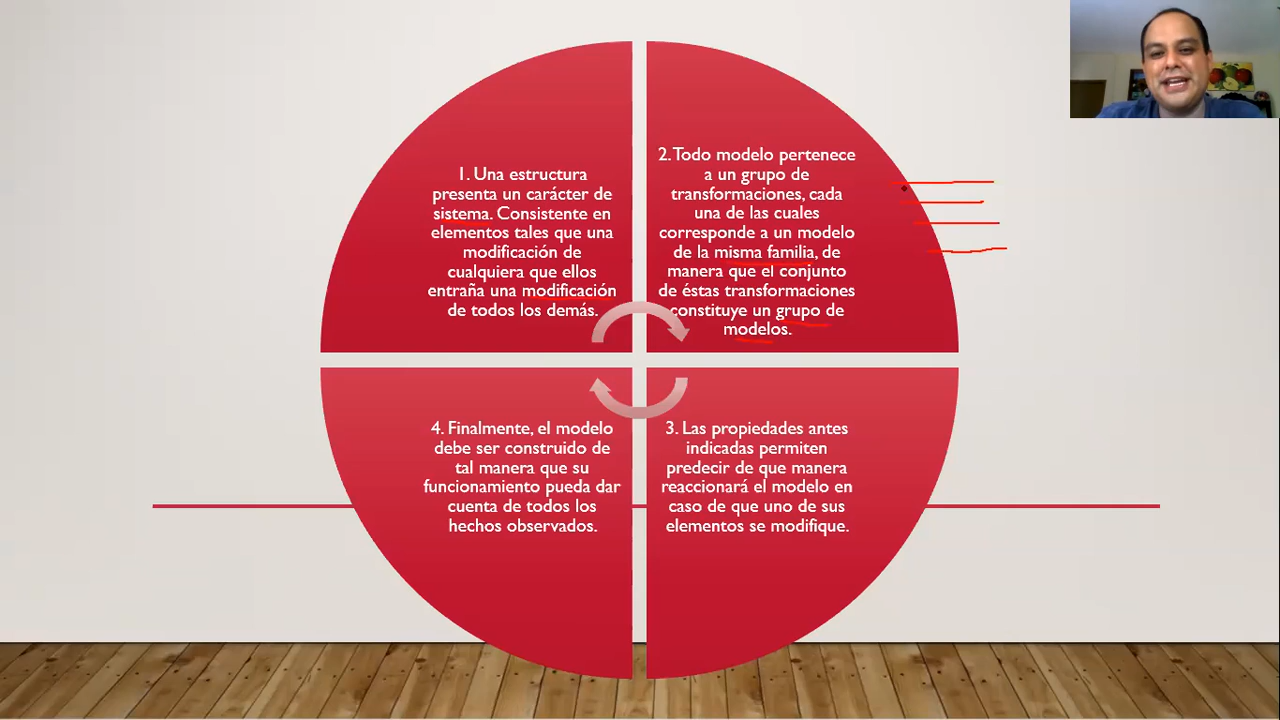 1. Una estructura
presenta un carácter de
sistema. Consistente en
elementos tales que una
modificación de
cualquiera que ellos
entraña una modificación
de todos los demás.
2. Todo modelo pertenece
a un grupo de
transformaciones, cada
una de las cuales
corresponde a un modelo
de la misma familia, de
manera que el conjunto
de éstas transformaciones
constituye un grupo de
modelos.
3. Las propiedades antes
indicadas permiten
predecir de que manera
reaccionará el modelo en
caso de que uno de sus
elementos se modifique.
4. Finalmente, el modelo
debe ser construido de
tal manera que su
funcionamiento pueda dar
cuenta de todos los
hechos observados.